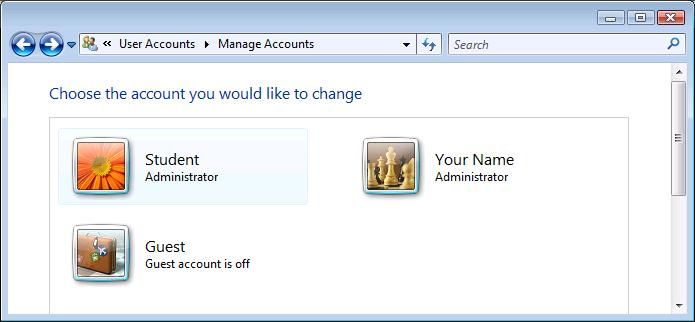 « User Accounts Manage Accounts Search
Choose the account you would like to change
Student
Administrator
Your Name
Administrator
Guest
Guest account is off